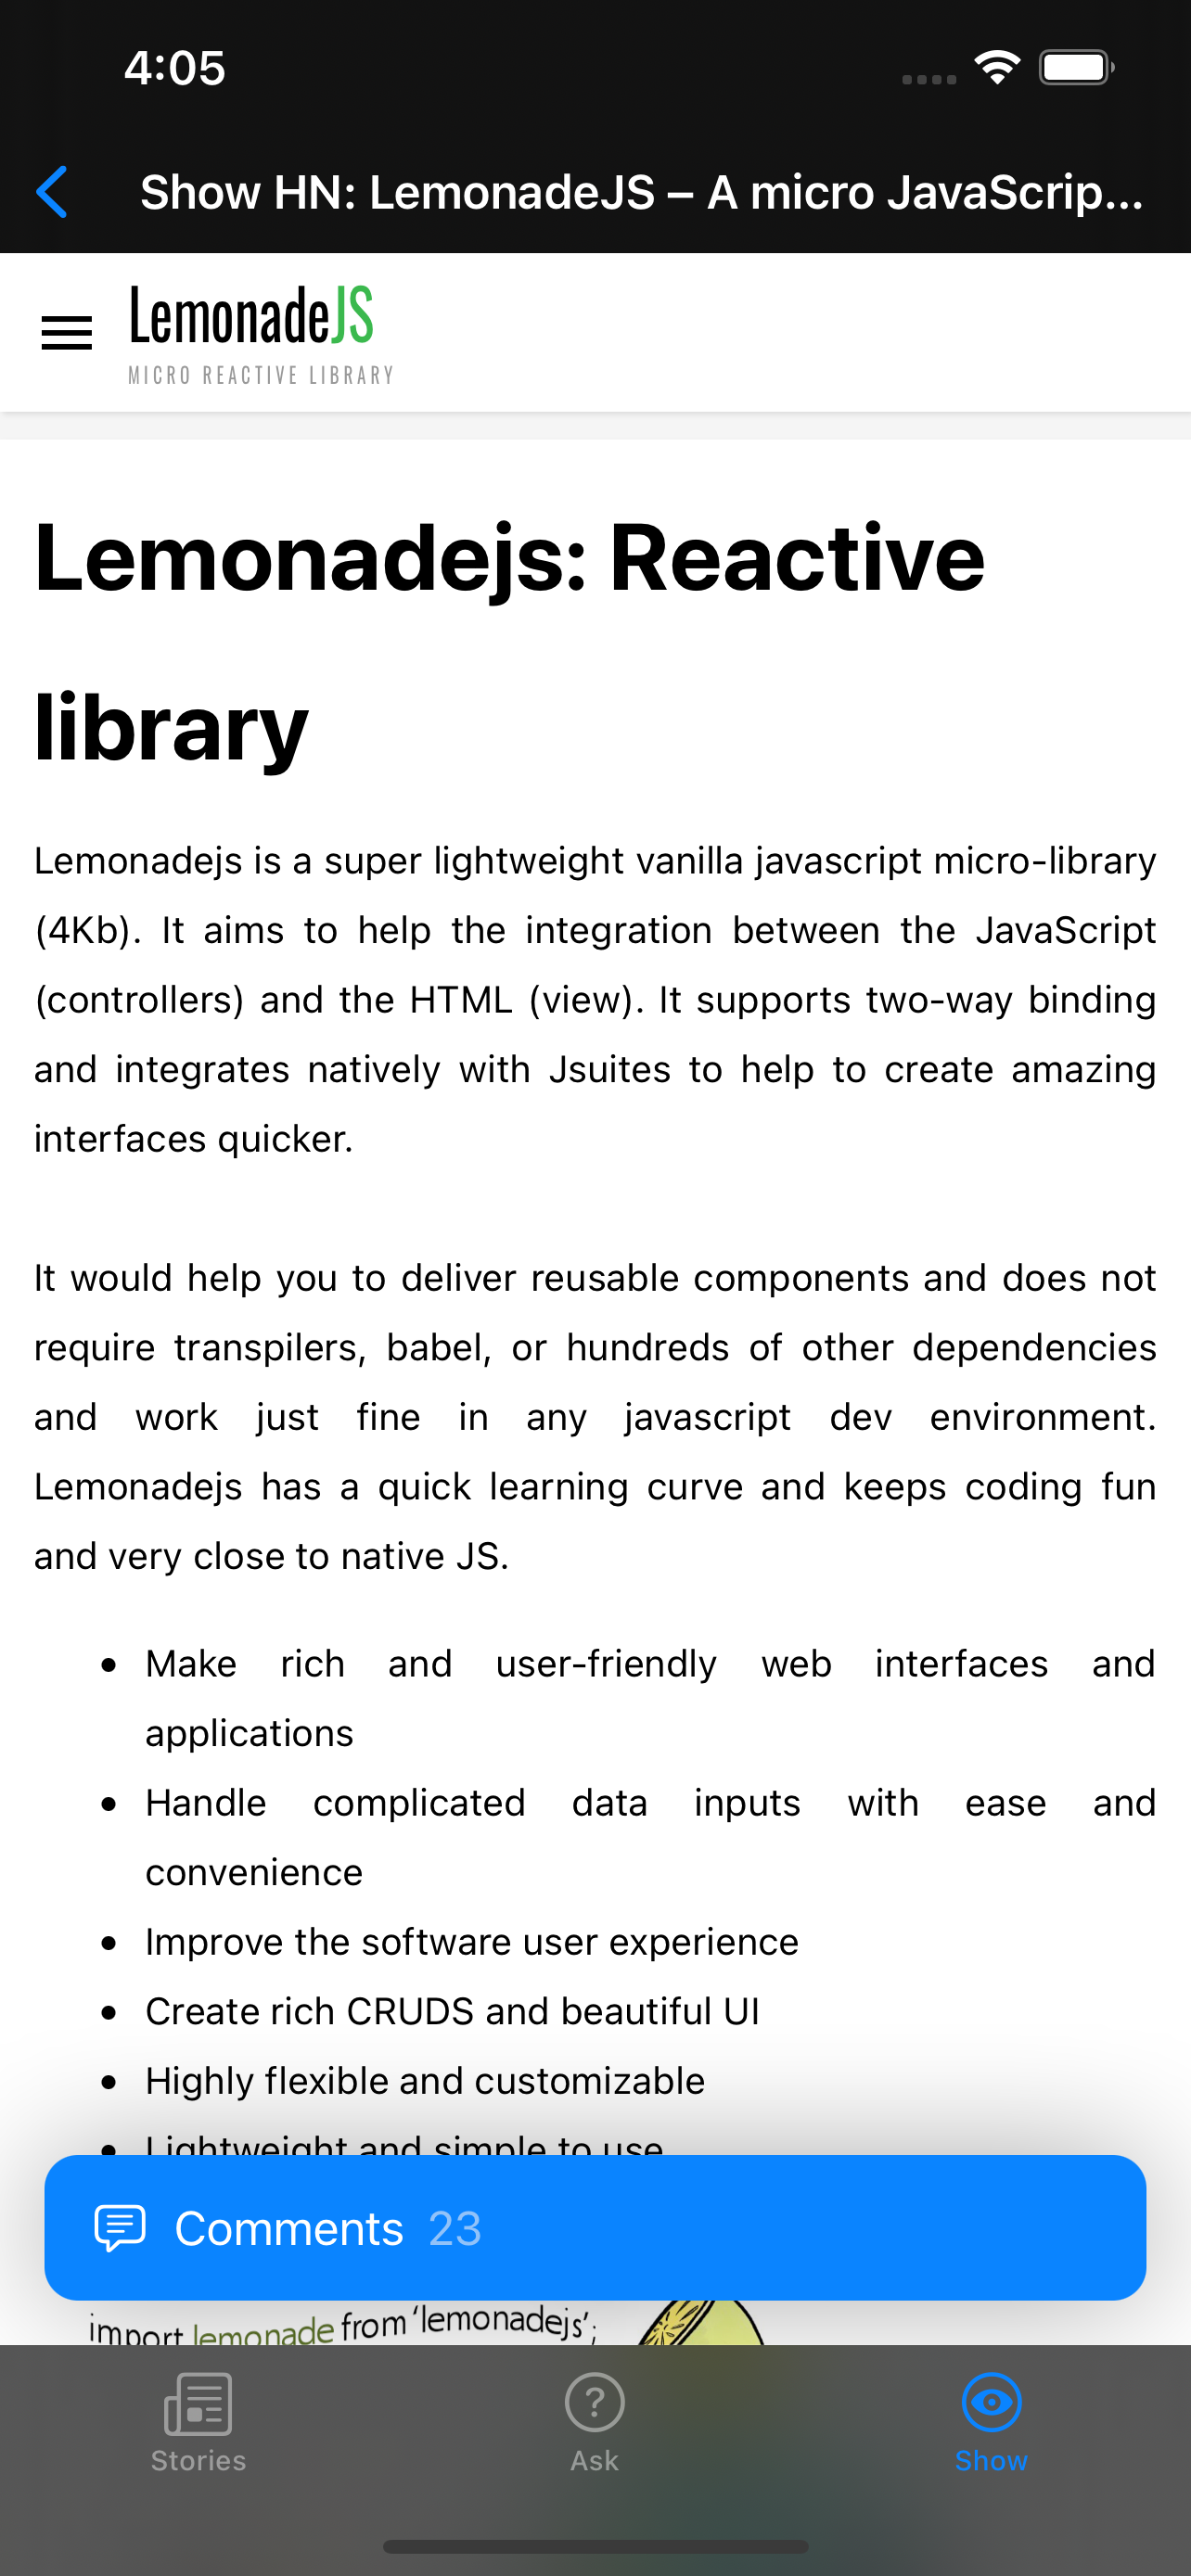 4:05
Show HN: LemonadeJS – A micro JavaScrip...
LemonadeJS
MICRO REACTIVE LIBRARY
Lemonadejs: Reactive
library
Lemonadejs is a super lightweight vanilla javascript micro-library
(4Kb). It aims to help the integration between the JavaScript
(controllers) and the HTML (view). It supports two-way binding
and integrates natively with Jsuites to help to create amazing
interfaces quicker.
It would help you to deliver reusable components and does not
require transpilers, babel, or hundreds of other dependencies
and work just fine in any javascript dev environment.
Lemonadejs has a quick learning curve and keeps coding fun
and very close to native JS.
• Make rich and user-friendly web interfaces and
applications
• Handle complicated data inputs with ease and
convenience
• Improve the software user experience
• Create rich CRUDS and beautiful UI
• Highly flexible and customizable
• Lightweight and simple to use
Comments 23
import lemonade from 'lemonadejs';
Stories
Ask
Show